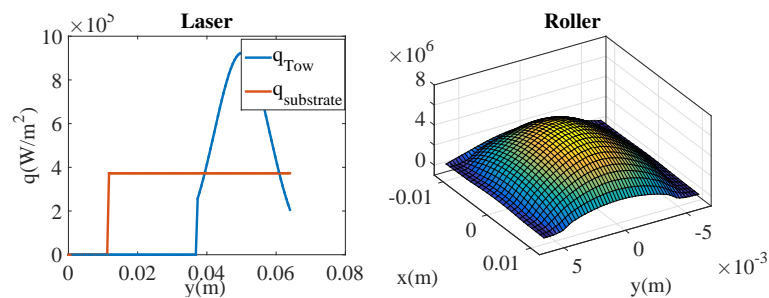 Laser
×10^5
q_Tow
q_substrate
10
8
6
4
2
0
q(W/m^2)
0 0.02 0.04 0.06 0.08
y(m)
Roller
×10^6
8
4
0
-0.01
0
0.01
x(m)
5 0 -5
×10^-3
y(m)